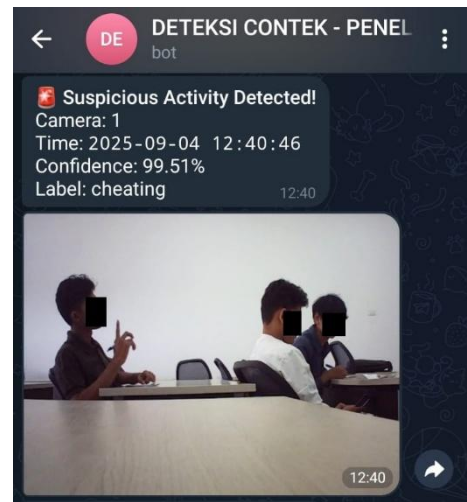 DE
DETEKSI CONTEK - PENEL
bot
🚨 Suspicious Activity Detected!
Camera: 1
Time: 2025-09-04 12:40:46
Confidence: 99.51%
Label: cheating
12:40
12:40